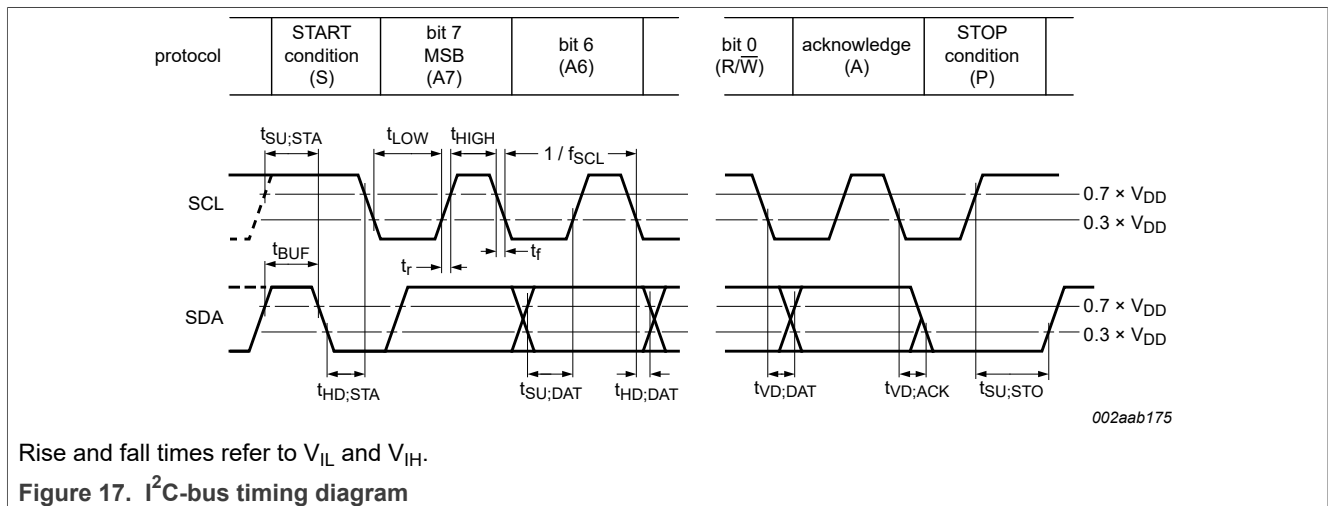 protocol
START condition (S)
bit 7 MSB (A7)
bit 6 (A6)
bit 0 (R/W̅)
acknowledge (A)
STOP condition (P)
tSU;STA
tLOW
tHIGH
1 / fSCL
SCL
0.7 × VDD
0.3 × VDD
tBUF
tr
tf
SDA
0.7 × VDD
0.3 × VDD
tHD;STA
tSU;DAT
tHD;DAT
tVD;DAT
tVD;ACK
tSU;STO
002aab175
Rise and fall times refer to VIL and VIH.
Figure 17. I²C-bus timing diagram